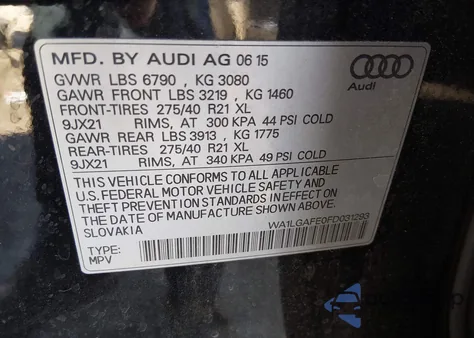 MFD. BY AUDI AG 06 15
GVWR LBS 6790 , KG 3080
GAWR FRONT LBS 3219 , KG 1460
FRONT-TIRES 275/40 R21 XL
9JX21 RIMS, AT 300 KPA 44 PSI COLD
GAWR REAR LBS 3913 , KG 1775
REAR-TIRES 275/40 R21 XL
9JX21 RIMS, AT 340 KPA 49 PSI COLD
Audi
THIS VEHICLE CONFORMS TO ALL APPLICABLE
U.S. FEDERAL MOTOR VEHICLE SAFETY AND
THEFT PREVENTION STANDARDS IN EFFECT ON
THE DATE OF MANUFACTURE SHOWN ABOVE.
SLOVAKIA
WA1LGAFE0FD031293
TYPE:
MPV